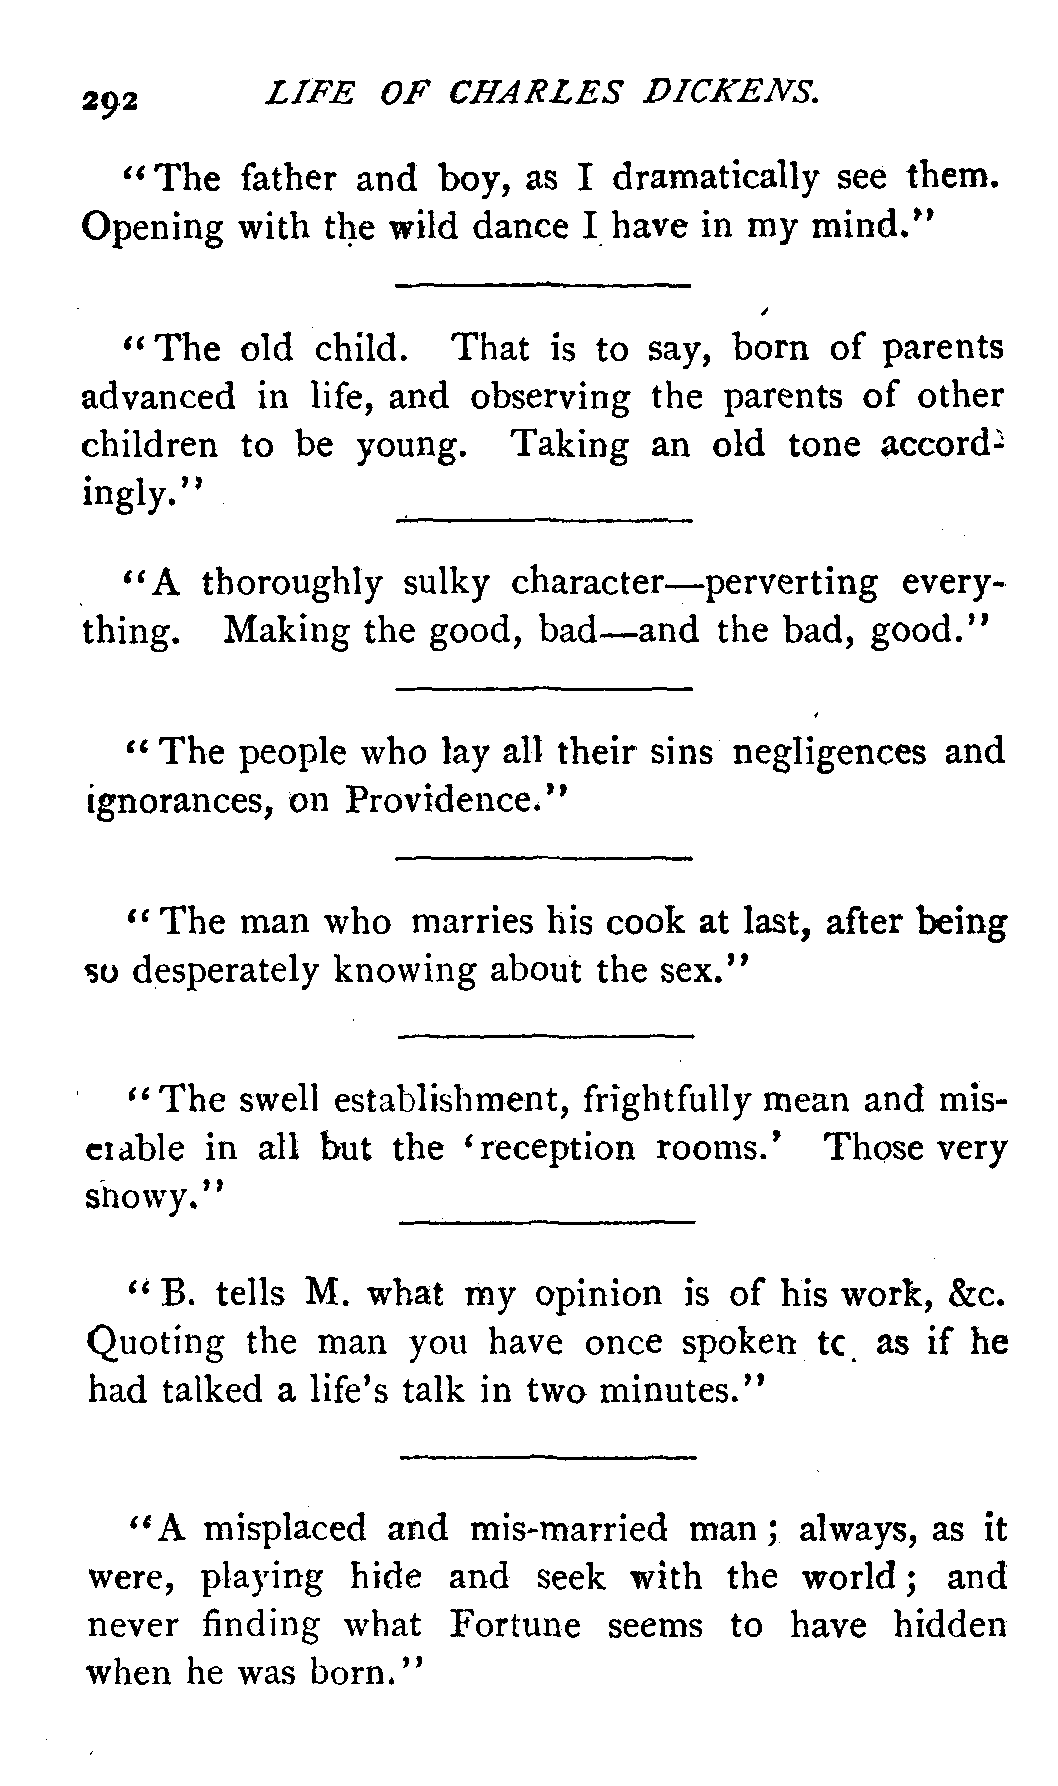 292 LIFE OF CHARLES DICKENS.
"The father and boy, as I dramatically see them.
Opening with the wild dance I have in my mind."
"The old child. That is to say, born of parents
advanced in life, and observing the parents of other
children to be young. Taking an old tone accord-
ingly."
"A thoroughly sulky character—perverting every-
thing. Making the good, bad—and the bad, good."
"The people who lay all their sins negligences and
ignorances, on Providence."
"The man who marries his cook at last, after being
so desperately knowing about the sex."
"The swell establishment, frightfully mean and mis-
erable in all but the 'reception rooms.' Those very
showy."
"B. tells M. what my opinion is of his work, &c.
Quoting the man you have once spoken to as if he
had talked a life's talk in two minutes."
"A misplaced and mis-married man; always, as it
were, playing hide and seek with the world; and
never finding what Fortune seems to have hidden
when he was born."